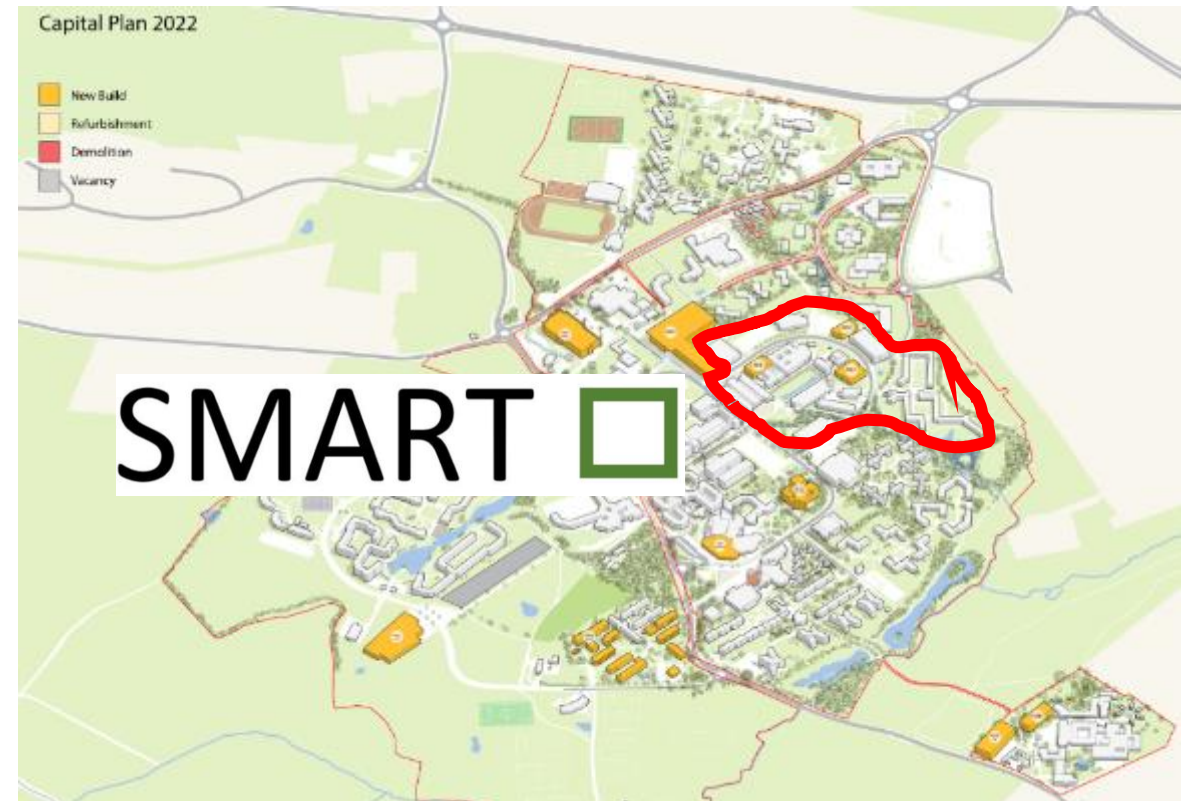 Capital Plan 2022
New Build
Refurbishment
Demolition
Vacancy
SMART